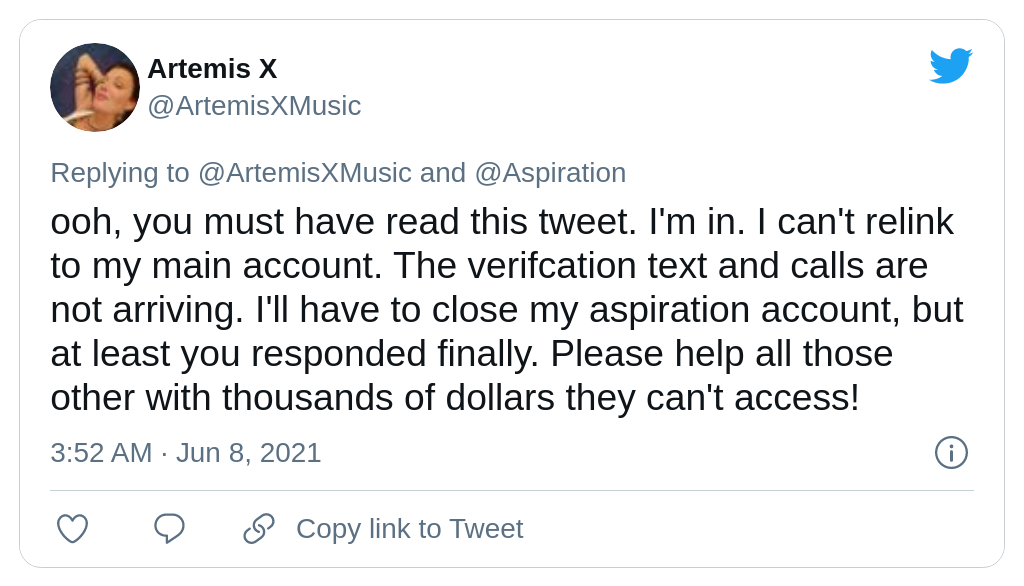 Artemis X
@ArtemisXMusic
Replying to @ArtemisXMusic and @Aspiration
ooh, you must have read this tweet. I'm in. I can't relink
to my main account. The verifcation text and calls are
not arriving. I'll have to close my aspiration account, but
at least you responded finally. Please help all those
other with thousands of dollars they can't access!
3:52 AM · Jun 8, 2021
Copy link to Tweet